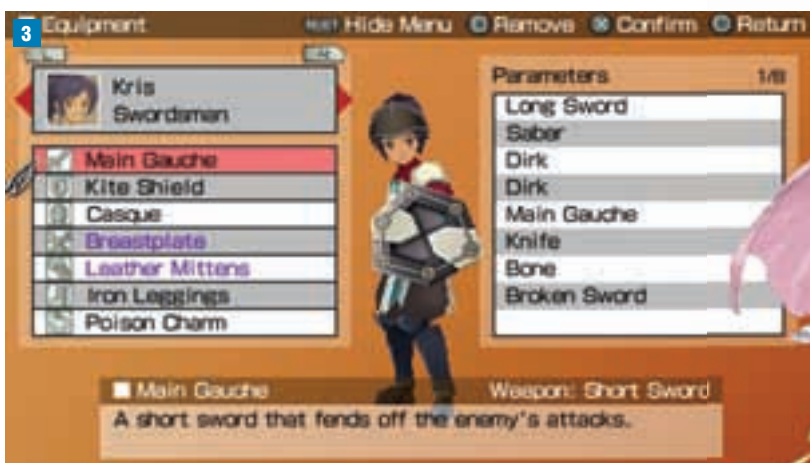 3
Equipment
Hide Menu Remove Confirm Return
Kris
Swordsman
Main Gauche
Kite Shield
Casque
Breastplate
Leather Mittens
Iron Leggings
Poison Charm
Parameters 1/8
Long Sword
Saber
Dirk
Dirk
Main Gauche
Knife
Bone
Broken Sword
Main Gauche Weapon: Short Sword
A short sword that fends off the enemy's attacks.